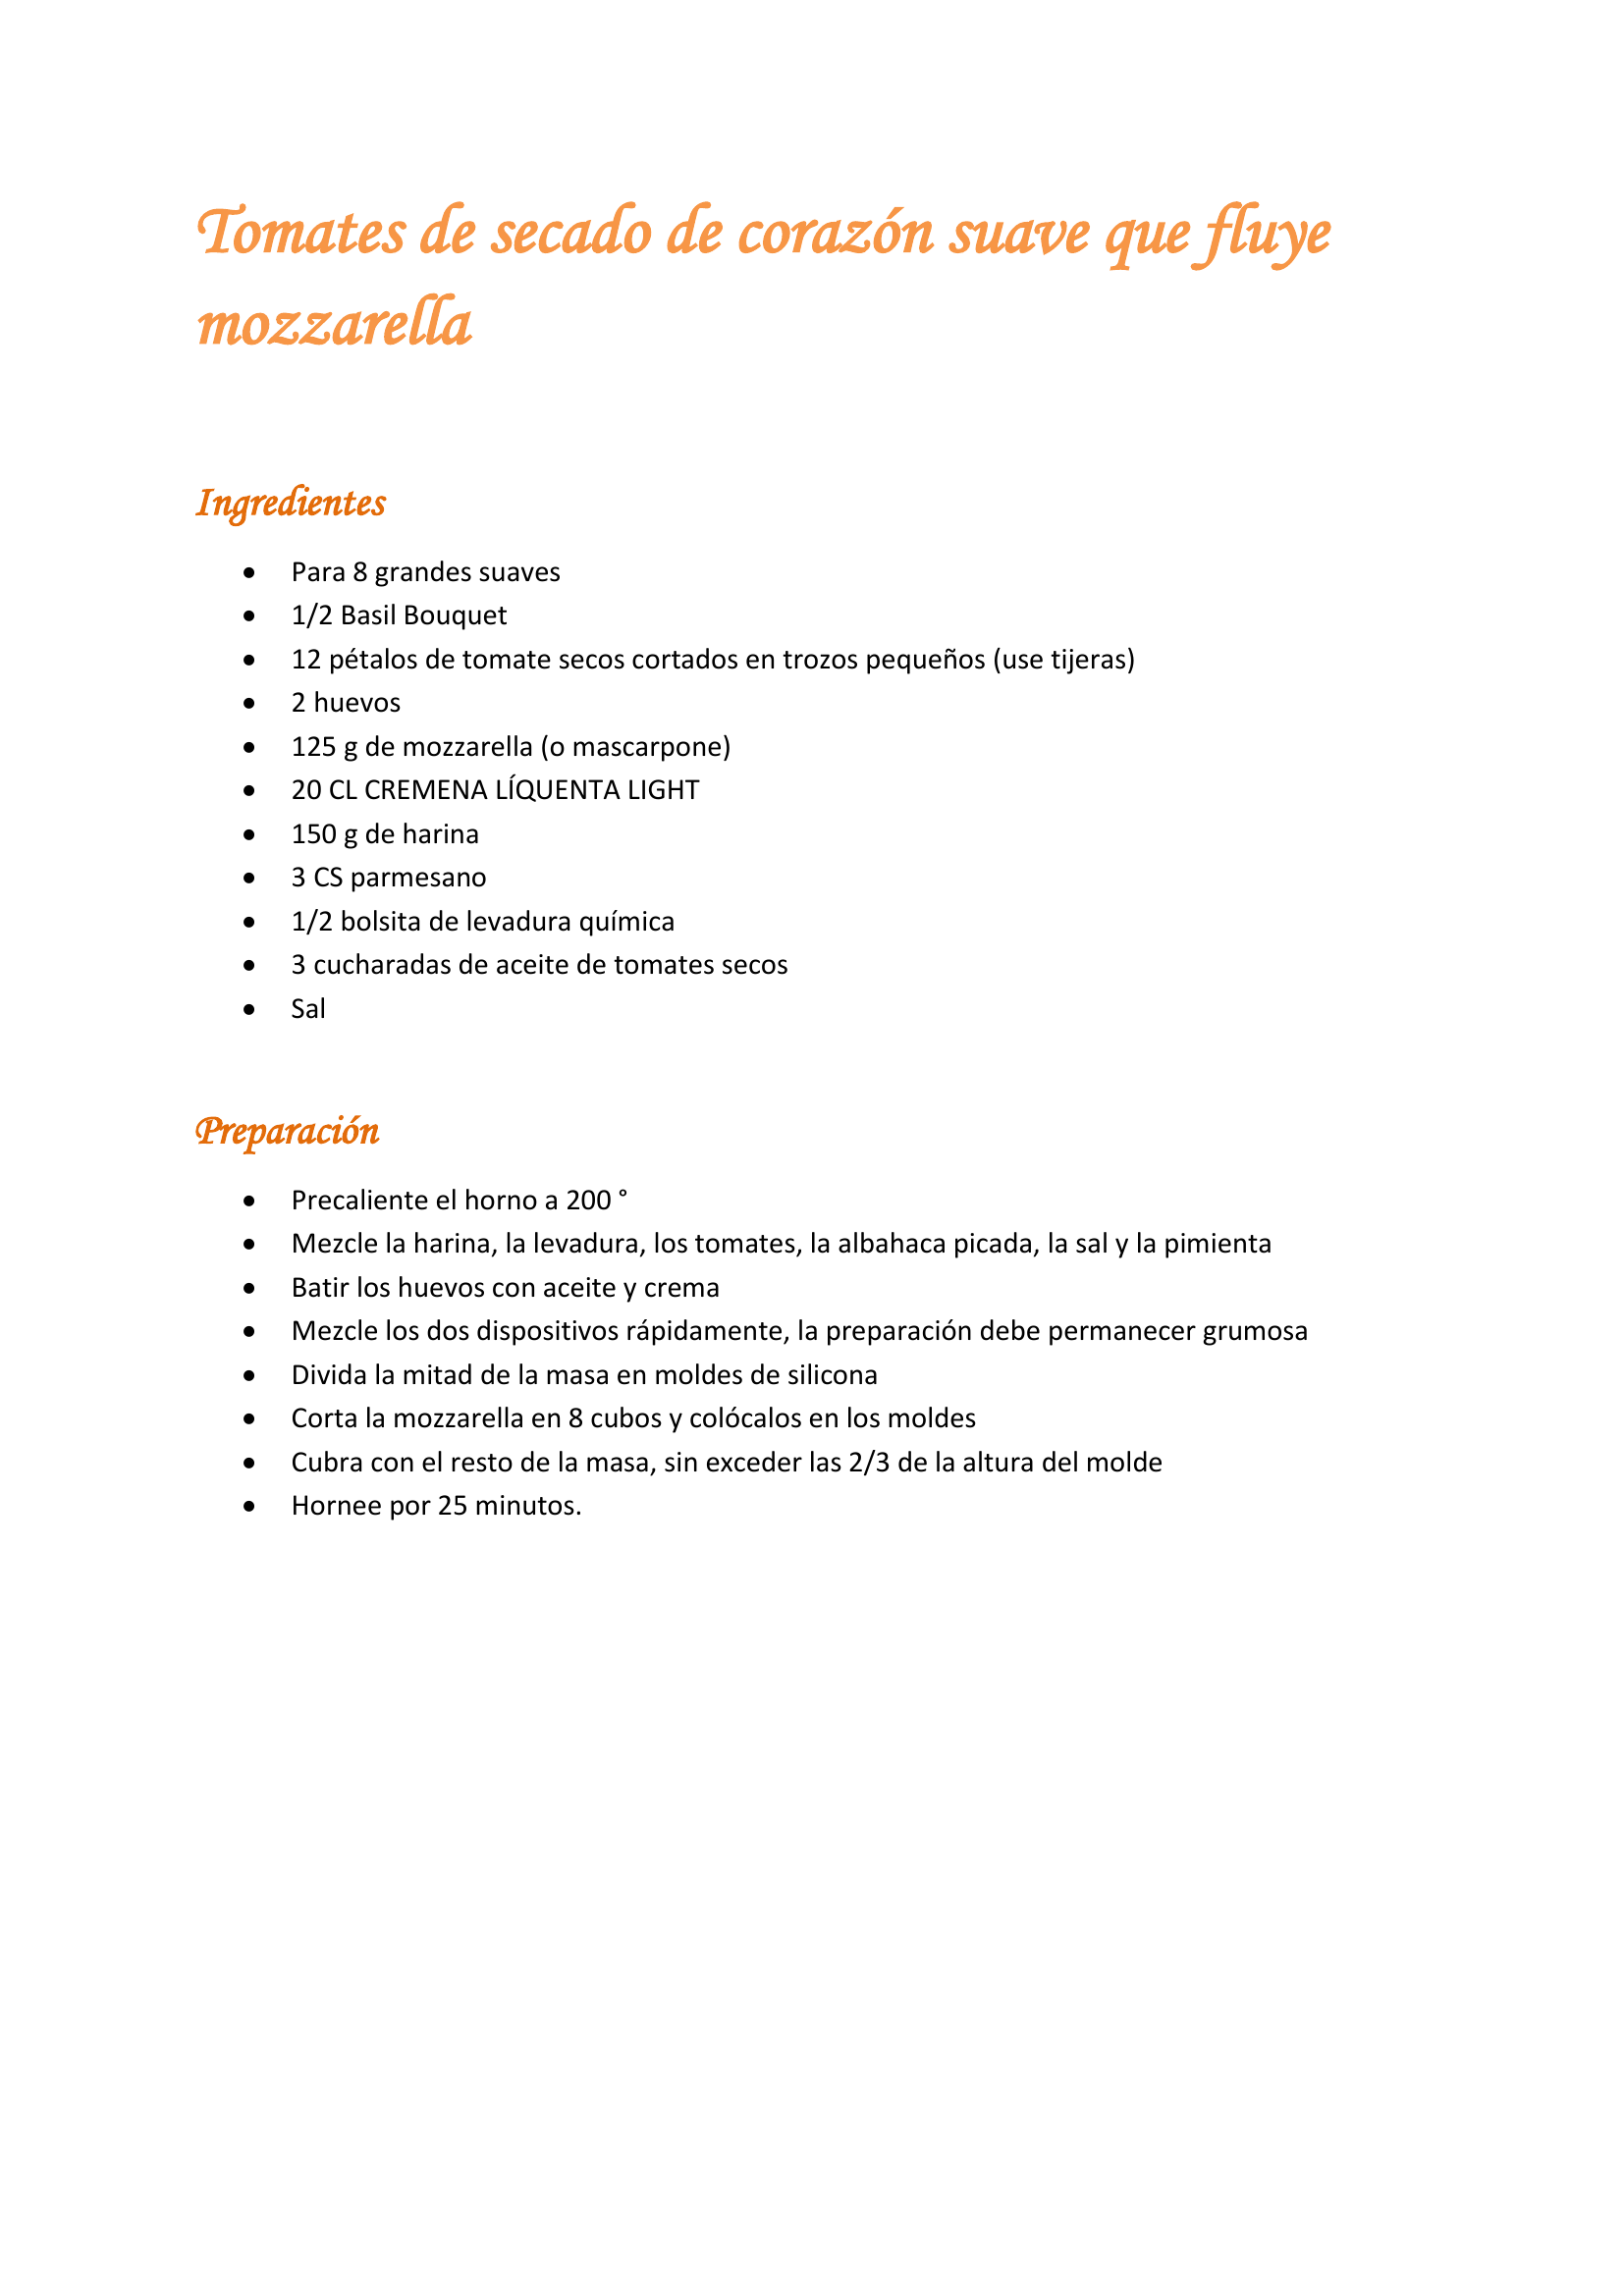 Tomates de secado de corazón suave que fluye
mozzarella
Ingredientes
• Para 8 grandes suaves
• 1/2 Basil Bouquet
• 12 pétalos de tomate secos cortados en trozos pequeños (use tijeras)
• 2 huevos
• 125 g de mozzarella (o mascarpone)
• 20 CL CREMENA LÍQUENTA LIGHT
• 150 g de harina
• 3 CS parmesano
• 1/2 bolsita de levadura química
• 3 cucharadas de aceite de tomates secos
• Sal
Preparación
• Precaliente el horno a 200 °
• Mezcle la harina, la levadura, los tomates, la albahaca picada, la sal y la pimienta
• Batir los huevos con aceite y crema
• Mezcle los dos dispositivos rápidamente, la preparación debe permanecer grumosa
• Divida la mitad de la masa en moldes de silicona
• Corta la mozzarella en 8 cubos y colócalos en los moldes
• Cubra con el resto de la masa, sin exceder las 2/3 de la altura del molde
• Hornee por 25 minutos.